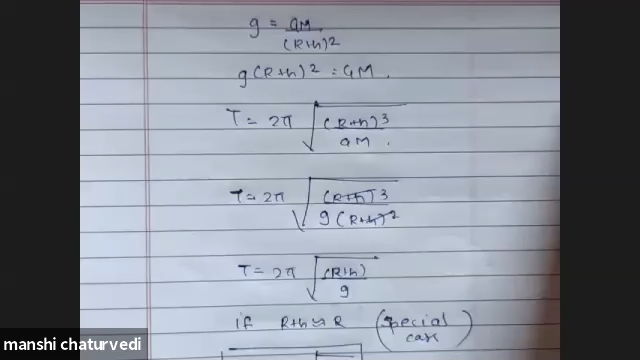 g = GM/(R+h)2
g(R+h)2 = GM.
T = 2π √(R+h)3/GM.
T = 2π √(R+h)3/g(R+h)2
T = 2π √(R+h)/g
if R+h ≈ R (special case)
manshi chaturvedi